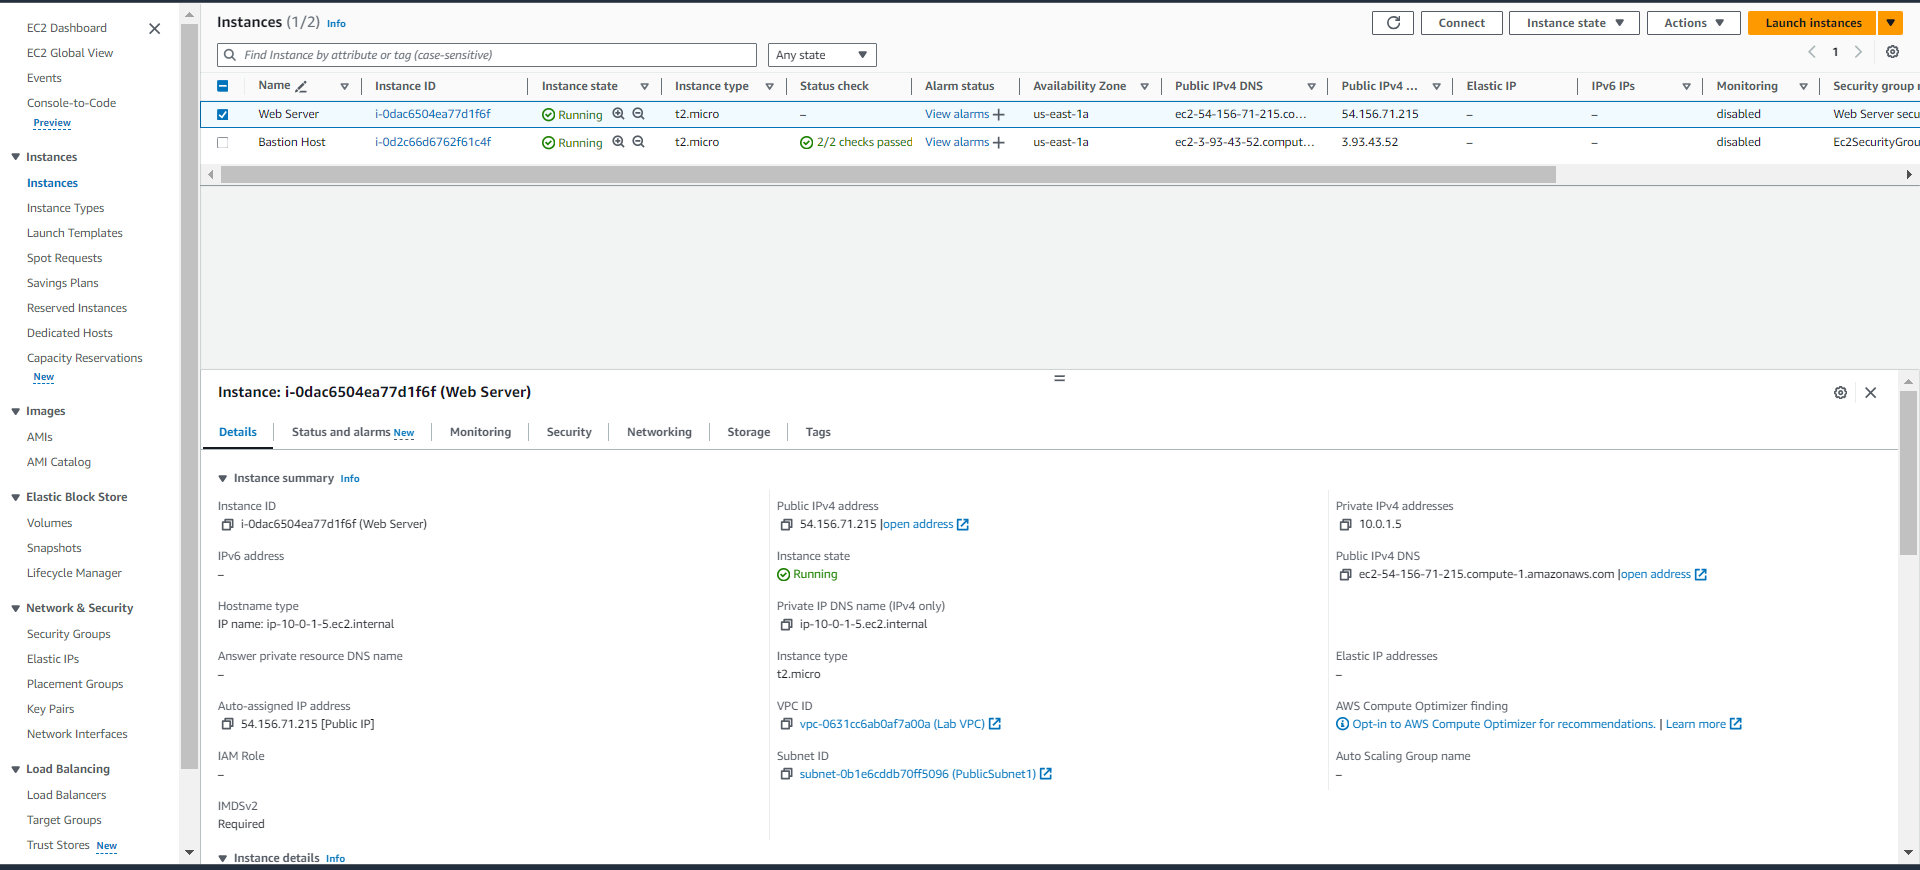 EC2 Dashboard
EC2 Global View
Events
Console-to-Code
Preview
Instances
Instances
Instance Types
Launch Templates
Spot Requests
Savings Plans
Reserved Instances
Dedicated Hosts
Capacity Reservations
New
Images
AMIs
AMI Catalog
Elastic Block Store
Volumes
Snapshots
Lifecycle Manager
Network & Security
Security Groups
Elastic IPs
Placement Groups
Key Pairs
Network Interfaces
Load Balancing
Load Balancers
Target Groups
Trust Stores New
Instances (1/2) Info
Connect Instance state Actions Launch instances
Find Instance by attribute or tag (case-sensitive) Any state 1
Name Instance ID Instance state Instance type Status check Alarm status Availability Zone Public IPv4 DNS Public IPv4 ... Elastic IP IPv6 IPs Monitoring Security group n
Web Server i-0dac6504ea77d1f6f Running t2.micro – View alarms + us-east-1a ec2-54-156-71-215.co... 54.156.71.215 – – disabled Web Server secu
Bastion Host i-0d2c66d6762f61c4f Running t2.micro 2/2 checks passed View alarms + us-east-1a ec2-3-93-43-52.comput... 3.93.43.52 – – disabled Ec2SecurityGrou
Instance: i-0dac6504ea77d1f6f (Web Server)
Details Status and alarms New Monitoring Security Networking Storage Tags
Instance summary Info
Instance ID
i-0dac6504ea77d1f6f (Web Server)
Public IPv4 address
54.156.71.215 |open address
Private IPv4 addresses
10.0.1.5
IPv6 address
–
Instance state
Running
Public IPv4 DNS
ec2-54-156-71-215.compute-1.amazonaws.com |open address
Hostname type
IP name: ip-10-0-1-5.ec2.internal
Private IP DNS name (IPv4 only)
ip-10-0-1-5.ec2.internal
Answer private resource DNS name
–
Instance type
t2.micro
Elastic IP addresses
–
Auto-assigned IP address
54.156.71.215 [Public IP]
VPC ID
vpc-0631cc6ab0af7a00a (Lab VPC)
AWS Compute Optimizer finding
Opt-in to AWS Compute Optimizer for recommendations. | Learn more
IAM Role
–
Subnet ID
subnet-0b1e6cddb70ff5096 (PublicSubnet1)
Auto Scaling Group name
–
IMDSv2
Required
Instance details Info